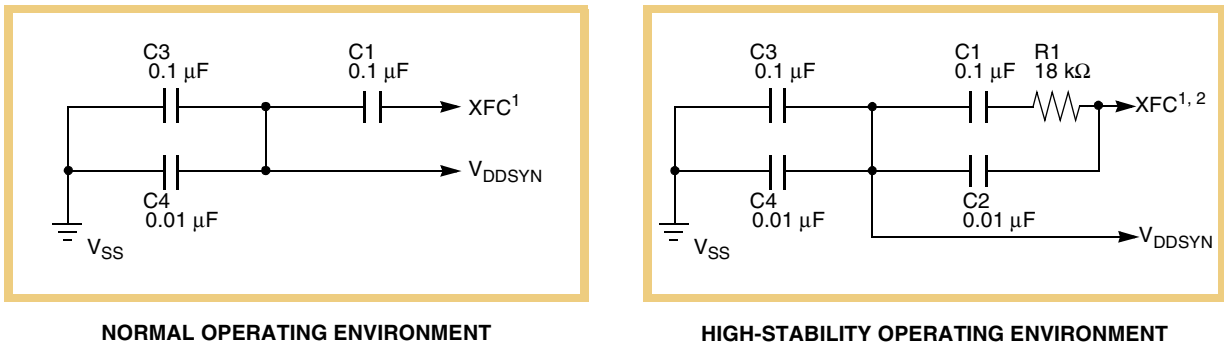 C3
0.1 μF
C1
0.1 μF
XFC1
VDDSYN
C4
0.01 μF
VSS
NORMAL OPERATING ENVIRONMENT
C3
0.1 μF
C1
0.1 μF
R1
18 kΩ
XFC1, 2
C4
0.01 μF
C2
0.01 μF
VSS
VDDSYN
HIGH-STABILITY OPERATING ENVIRONMENT